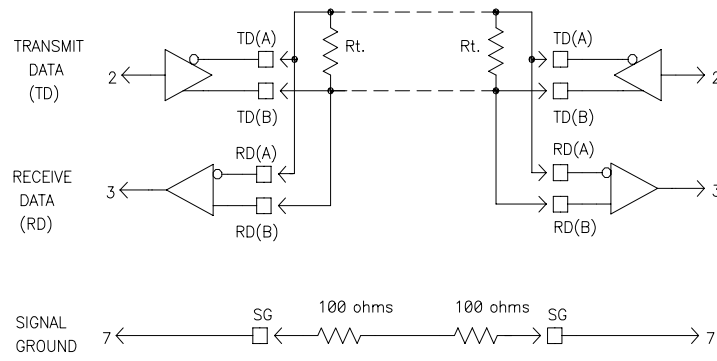 TRANSMIT
DATA
(TD)
2
TD(A)
TD(B)
Rt.
Rt.
TD(A)
TD(B)
2
RECEIVE
DATA
(RD)
3
RD(A)
RD(B)
RD(A)
RD(B)
3
SIGNAL
GROUND
7
SG
100 ohms
100 ohms
SG
7